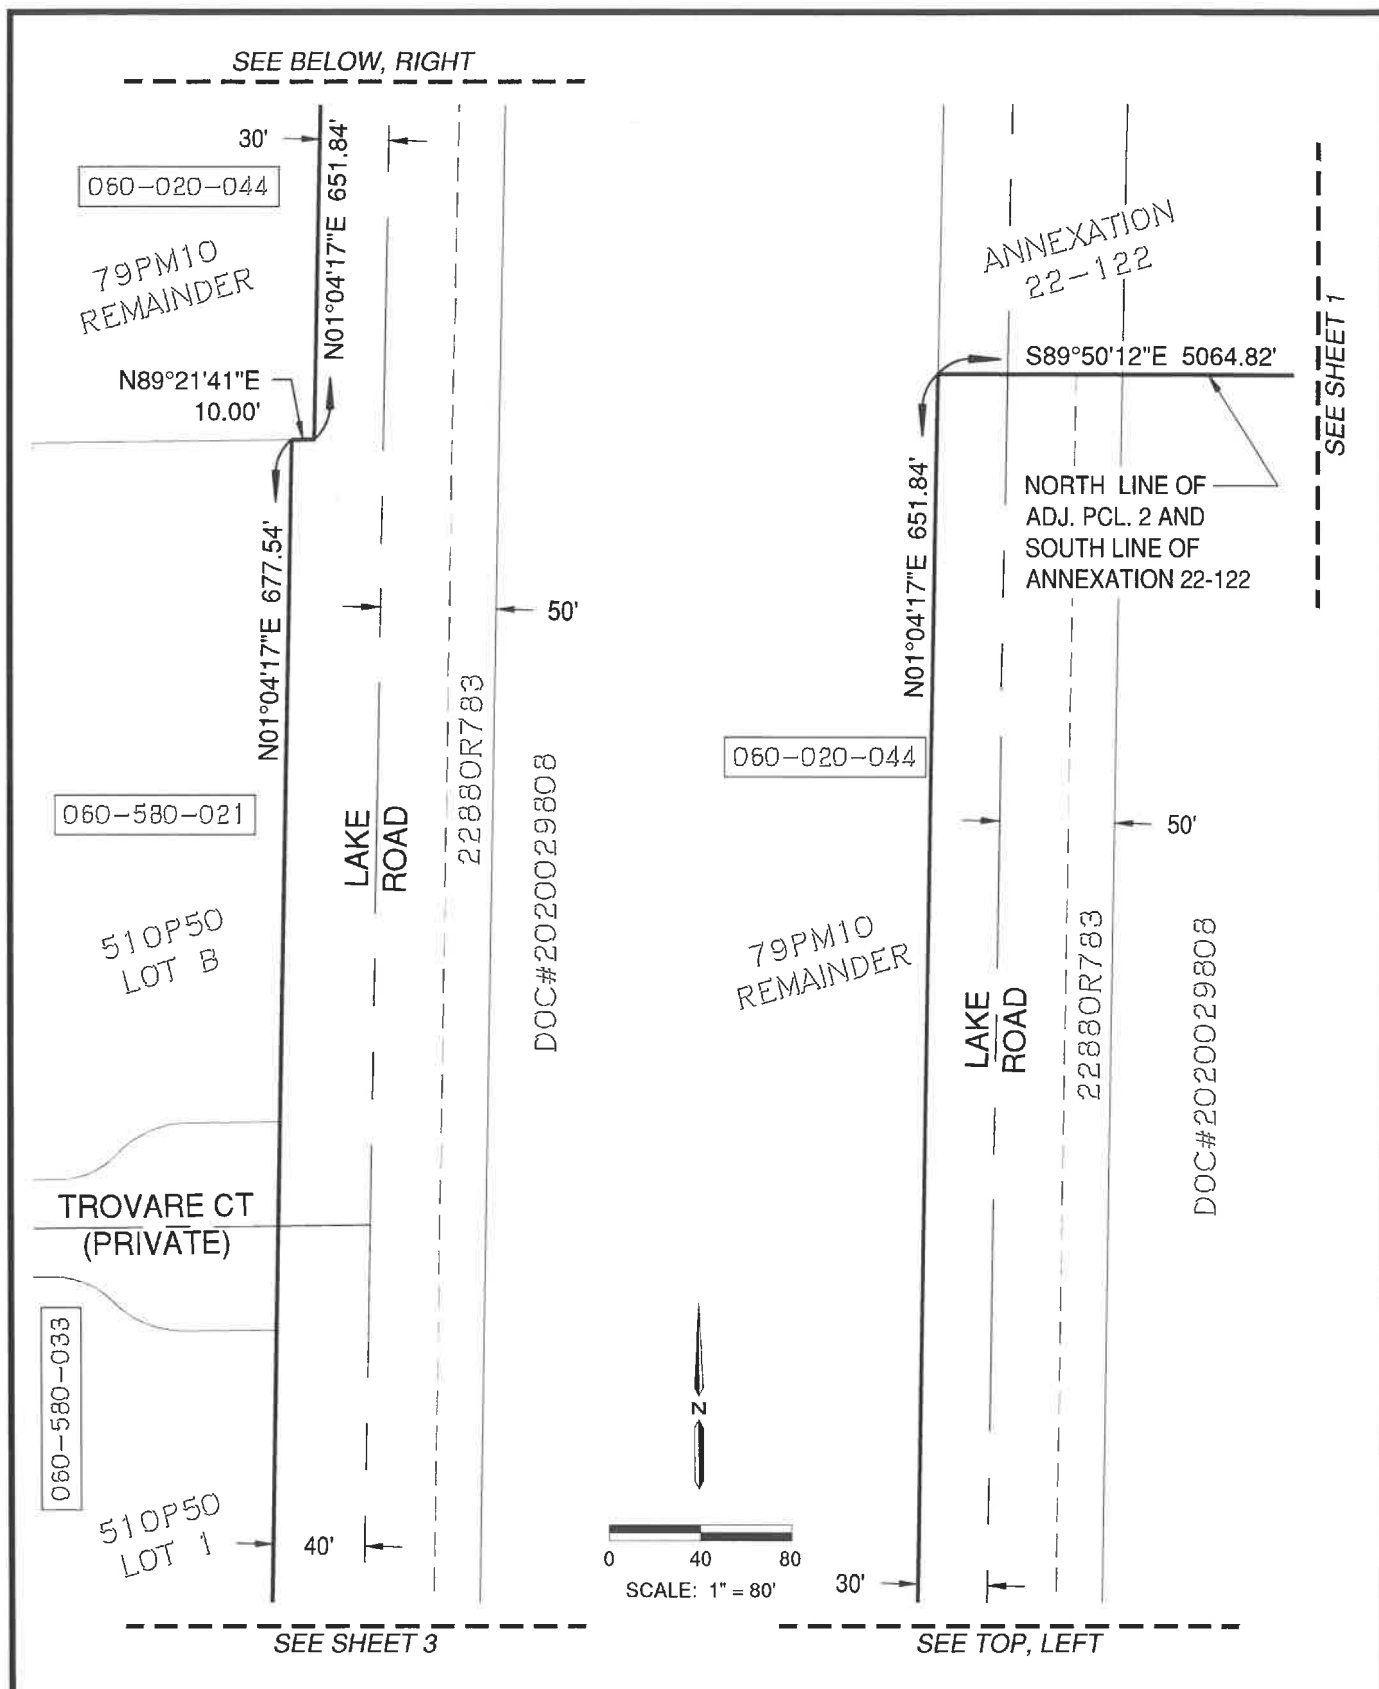 SEE BELOW, RIGHT
30'
060-020-044
N01°04'17"E 651.84'
79PM10
REMAINDER
N89°21'41"E
10.00'
N01°04'17"E 677.54'
50'
060-580-021
LAKE
ROAD
2288OR783
DOC#2020029808
51OP50
LOT B
TROVARE CT
(PRIVATE)
060-580-033
51OP50
LOT 1
40'
SEE SHEET 3
N
0 40 80
SCALE: 1" = 80'
ANNEXATION
22-122
S89°50'12"E 5064.82'
SEE SHEET 1
NORTH LINE OF
ADJ. PCL. 2 AND
SOUTH LINE OF
ANNEXATION 22-122
N01°04'17"E 651.84'
060-020-044
50'
79PM10
REMAINDER
LAKE
ROAD
2288OR783
DOC#2020029808
30'
SEE TOP, LEFT